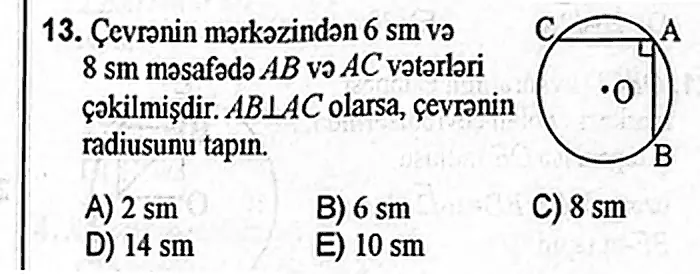 13. Çevrənin mərkəzindən 6 sm və
8 sm məsafədə AB və AC vətərləri
çəkilmişdir. AB⊥AC olarsa, çevrənin
radiusunu tapın.
C A
O
B
A) 2 sm B) 6 sm C) 8 sm
D) 14 sm E) 10 sm